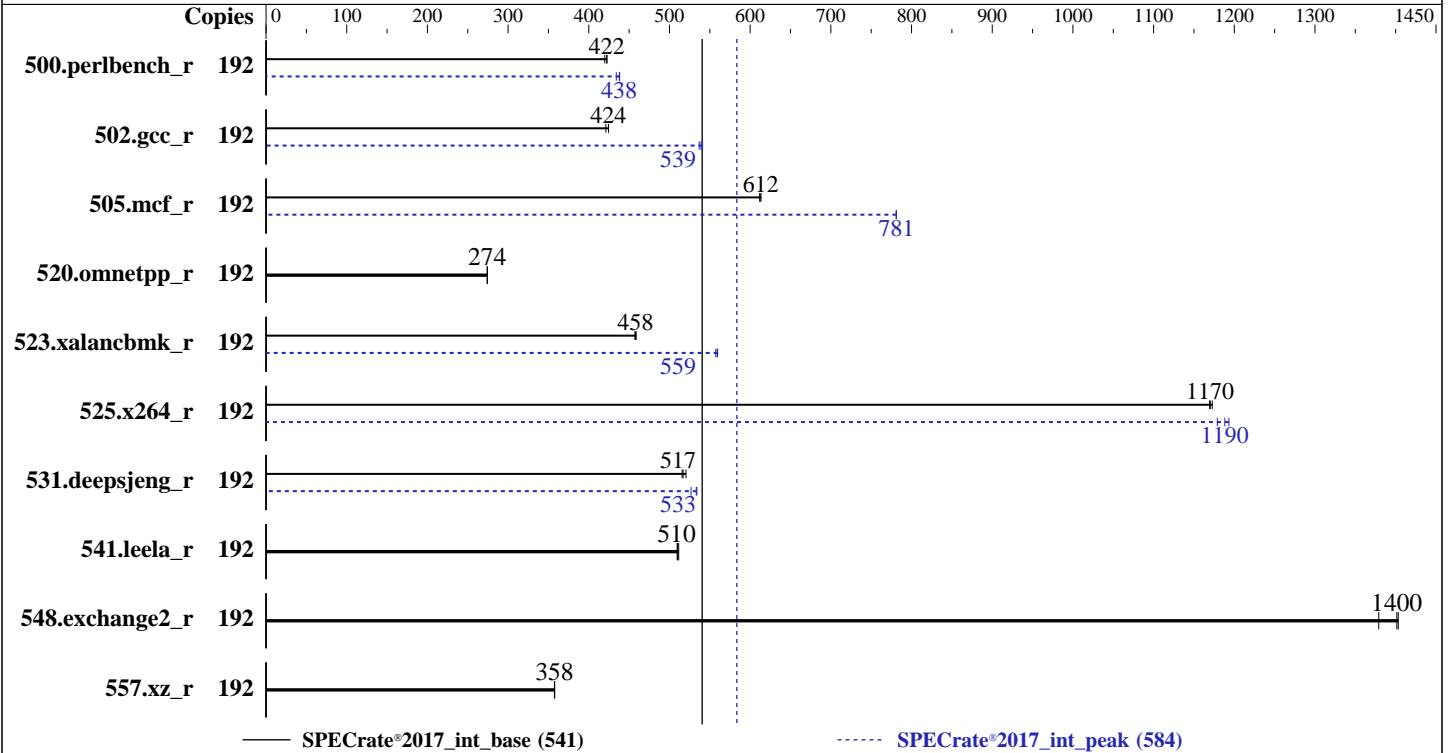 Copies 0 100 200 300 400 500 600 700 800 900 1000 1100 1200 1300 1450
500.perlbench_r 192 422
438
502.gcc_r 192 424
539
505.mcf_r 192 612
781
520.omnetpp_r 192 274
523.xalancbmk_r 192 458
559
525.x264_r 192 1170
1190
531.deepsjeng_r 192 517
533
541.leela_r 192 510
548.exchange2_r 192 1400
557.xz_r 192 358
SPECrate®2017_int_base (541) SPECrate®2017_int_peak (584)